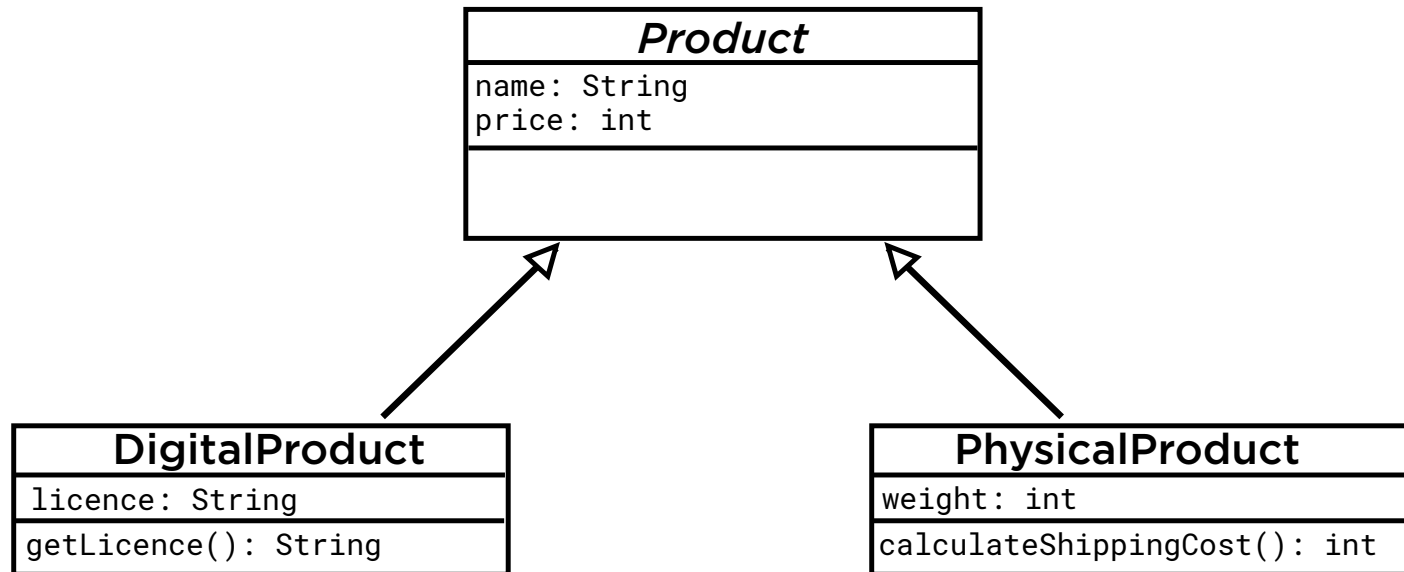 Product
name: String
price: int
DigitalProduct
licence: String
getLicence(): String
PhysicalProduct
weight: int
calculateShippingCost(): int